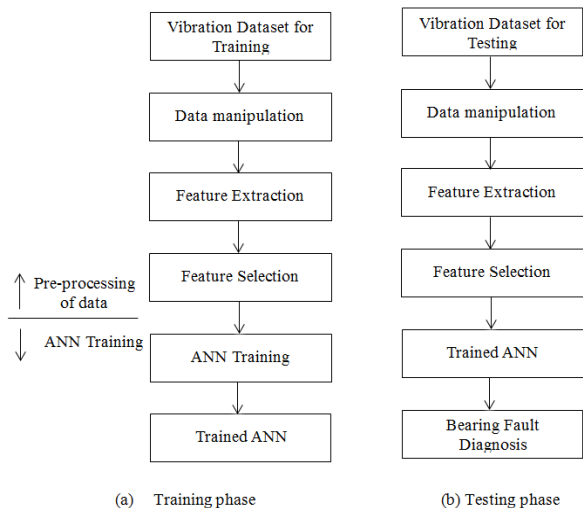 Vibration Dataset for
Training
Data manipulation
Feature Extraction
Feature Selection
↑ Pre-processing
of data
↓ ANN Training
ANN Training
Trained ANN
(a) Training phase
Vibration Dataset for
Testing
Data manipulation
Feature Extraction
Feature Selection
Trained ANN
Bearing Fault
Diagnosis
(b) Testing phase